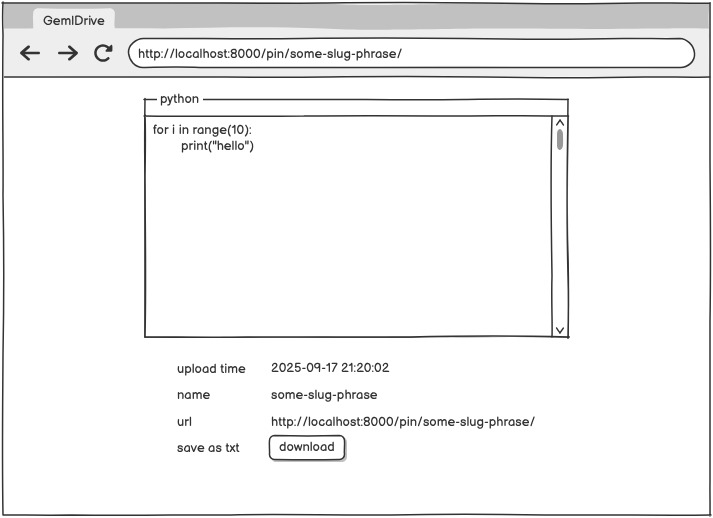 GemlDrive
http://localhost:8000/pin/some-slug-phrase/
python
for i in range(10):
print("hello")
upload time 2025-09-17 21:20:02
name some-slug-phrase
url http://localhost:8000/pin/some-slug-phrase/
save as txt download